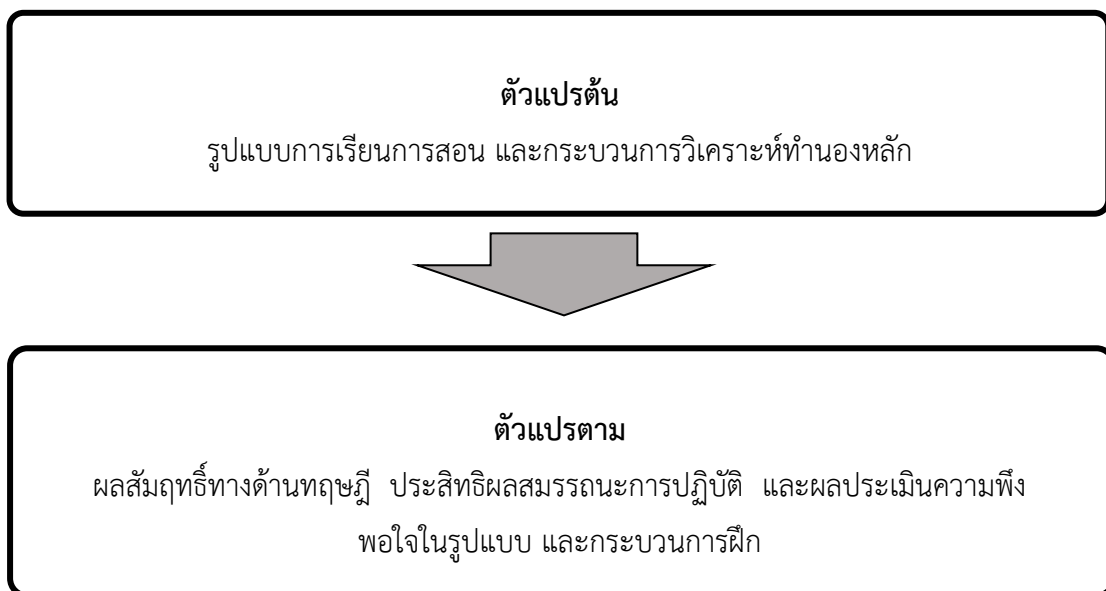 ตัวแปรต้น
รูปแบบการเรียนการสอน และกระบวนการวิเคราะห์ทำนองหลัก
ตัวแปรตาม
ผลสัมฤทธิ์ทางด้านทฤษฎี ประสิทธิผลสมรรถนะการปฏิบัติ และผลประเมินความพึง
พอใจในรูปแบบ และกระบวนการฝึก